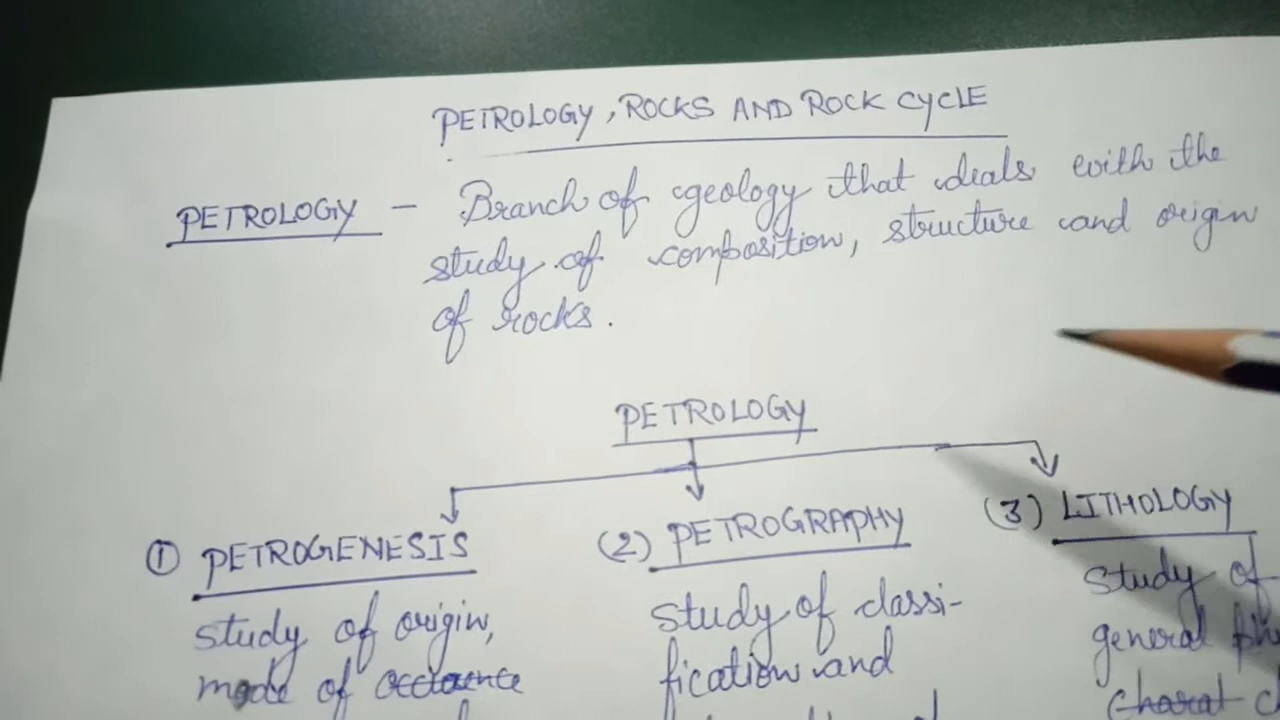 PETROLOGY, ROCKS AND ROCK CYCLE
PETROLOGY - Branch of geology that deals with the
study of composition, structure and origin
of rocks.
PETROLOGY
① PETROGENESIS
study of origin,
mode of
(2) PETROGRAPHY
study of classi-
fication and
(3) LITHOLOGY
study of
general